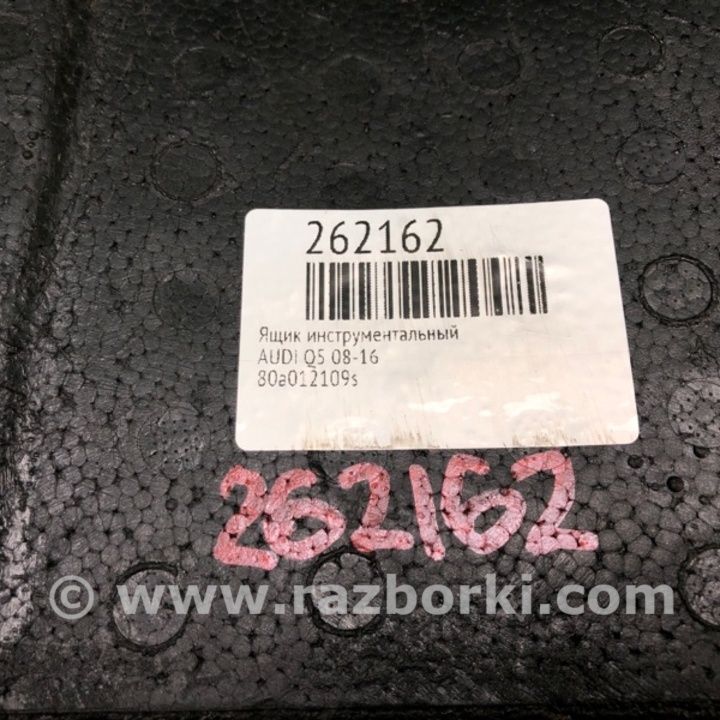 262162
Ящик инструментальный
AUDI Q5 08-16
80a012109s
262162
© www.razborki.com